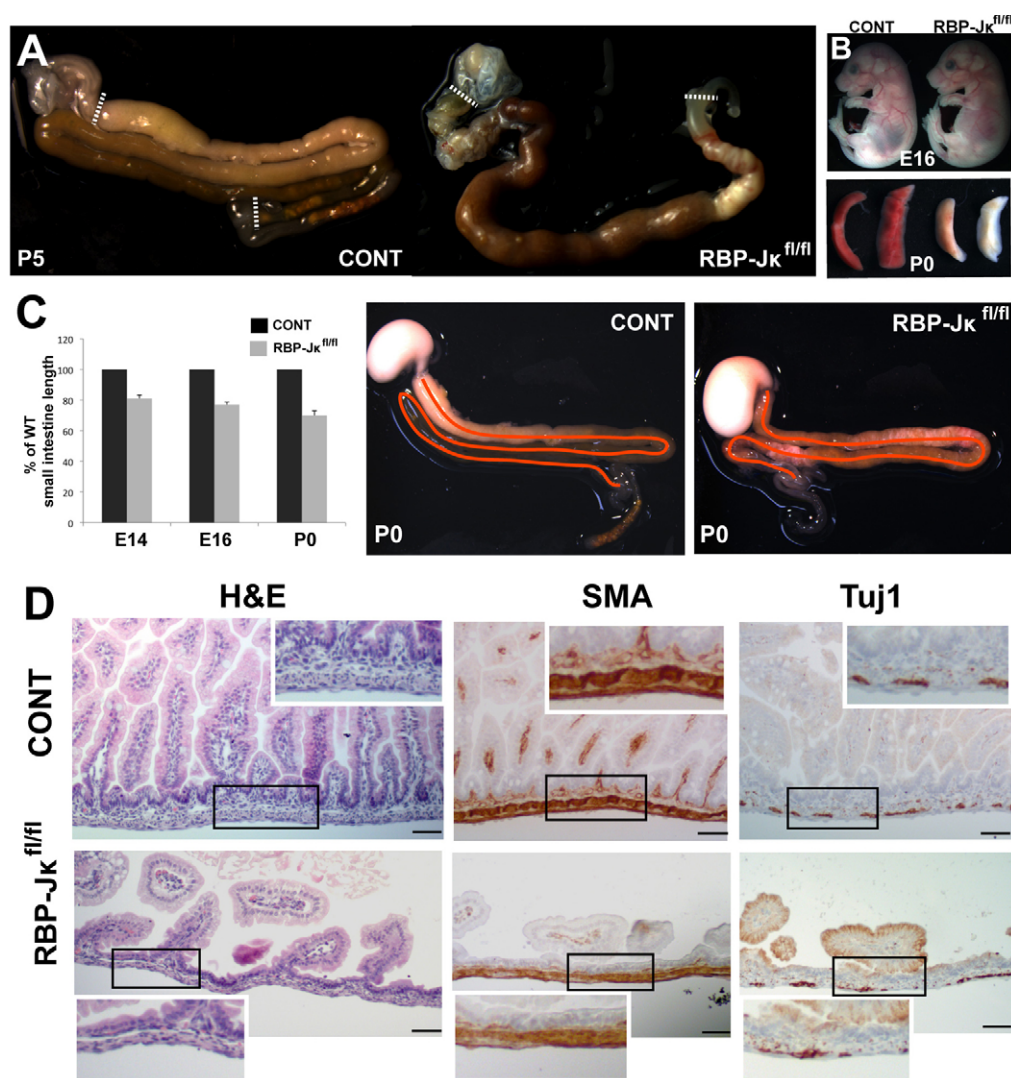 A
P5
CONT
RBP-Jκfl/fl
CONT
RBP-Jκfl/fl
B
E16
P0
C
CONT
RBP-Jκfl/fl
% of WT
small intestine length
120
100
80
60
40
20
0
E14
E16
P0
CONT
P0
RBP-Jκ fl/fl
P0
D
H&E
SMA
Tuj1
CONT
RBP-Jκfl/fl